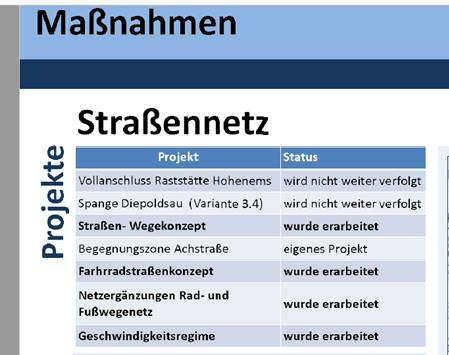 Maßnahmen
Projekte
Straßennetz
Projekt Status
Vollanschluss Raststätte Hohenems wird nicht weiter verfolgt
Spange Diepoldsau (Variante 3.4) wird nicht weiter verfolgt
Straßen- Wegekonzept wurde erarbeitet
Begegnungszone Achstraße eigenes Projekt
Farhrradstraßenkonzept wurde erarbeitet
Netzergänzungen Rad- und
Fußwegenetz wurde erarbeitet
Geschwindigkeitsregime wurde erarbeitet